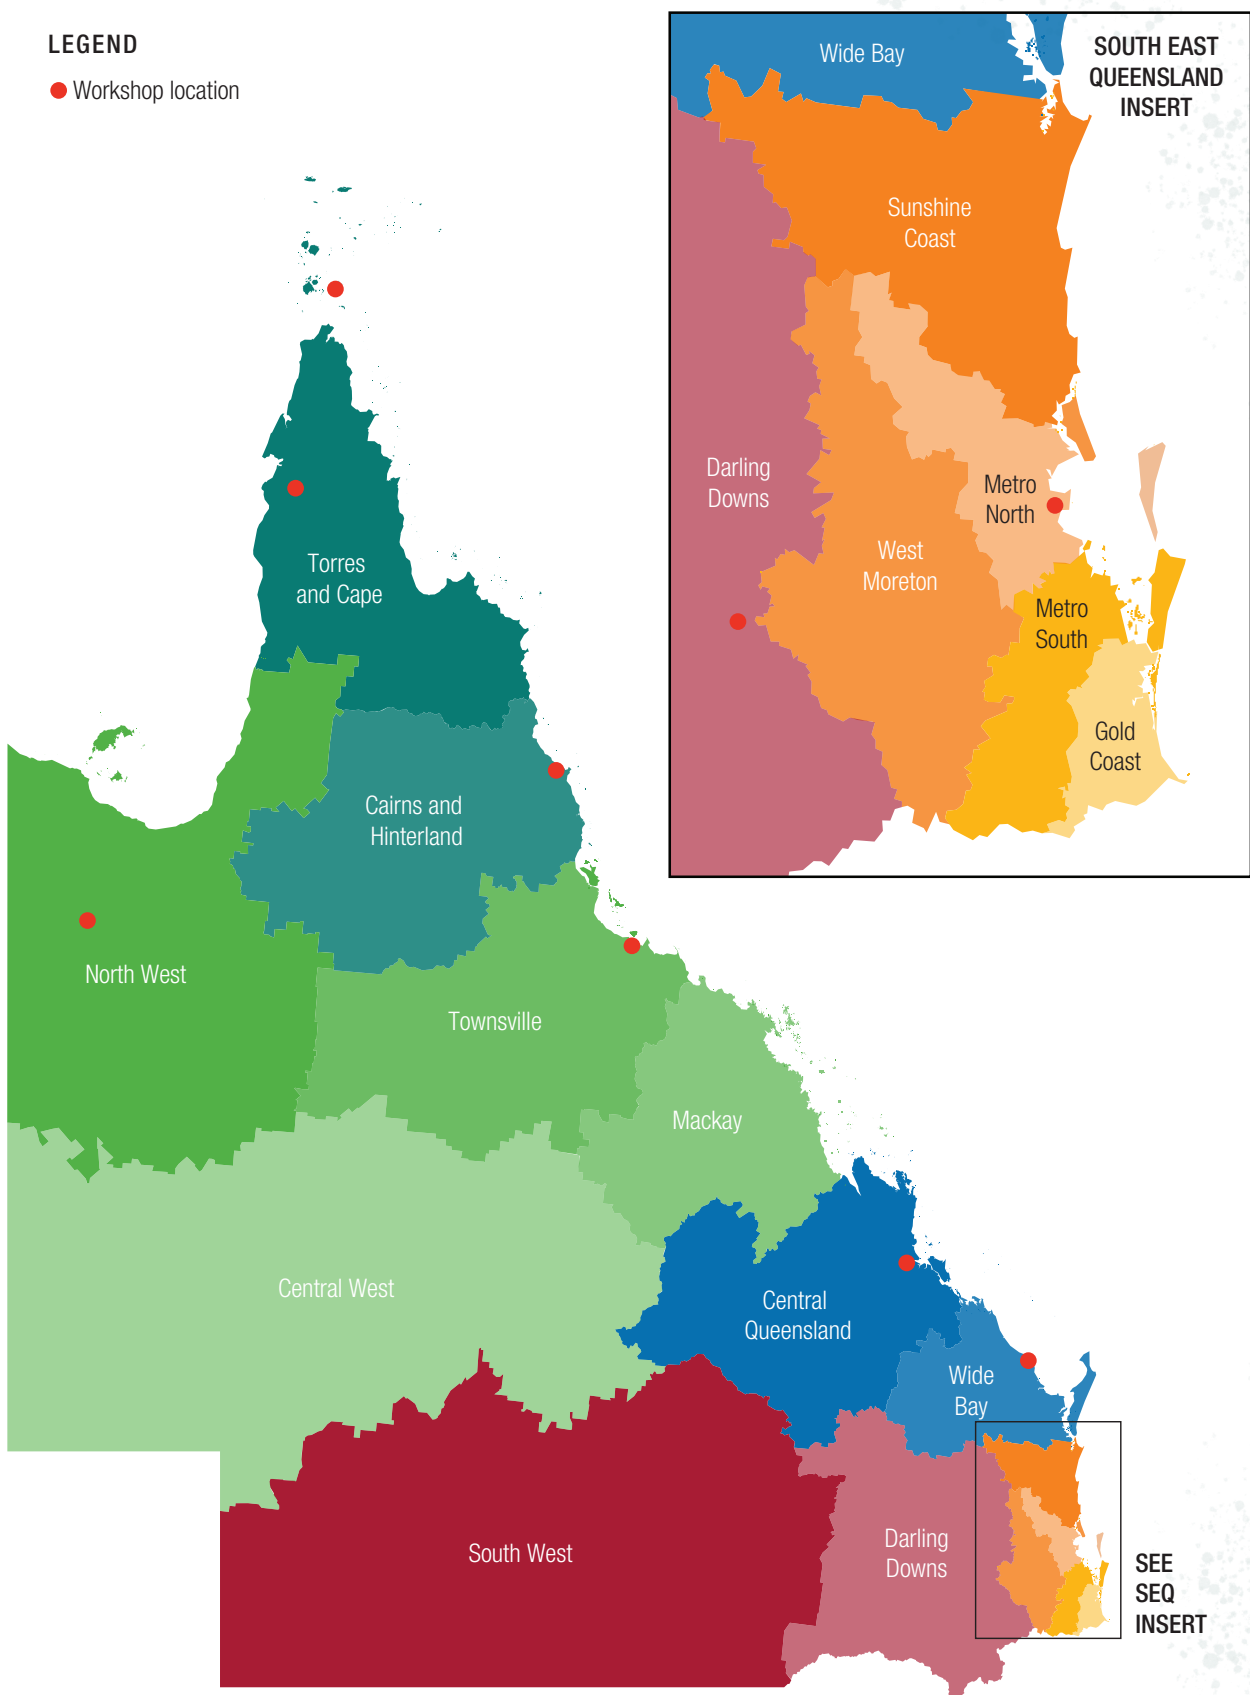 LEGEND
Workshop location
SOUTH EAST
QUEENSLAND
INSERT
Wide Bay
Sunshine
Coast
Darling
Downs
Metro
North
West
Moreton
Metro
South
Gold
Coast
Torres
and Cape
Cairns and
Hinterland
North West
Townsville
Mackay
Central West
Central
Queensland
Wide
Bay
South West
Darling
Downs
SEE
SEQ
INSERT